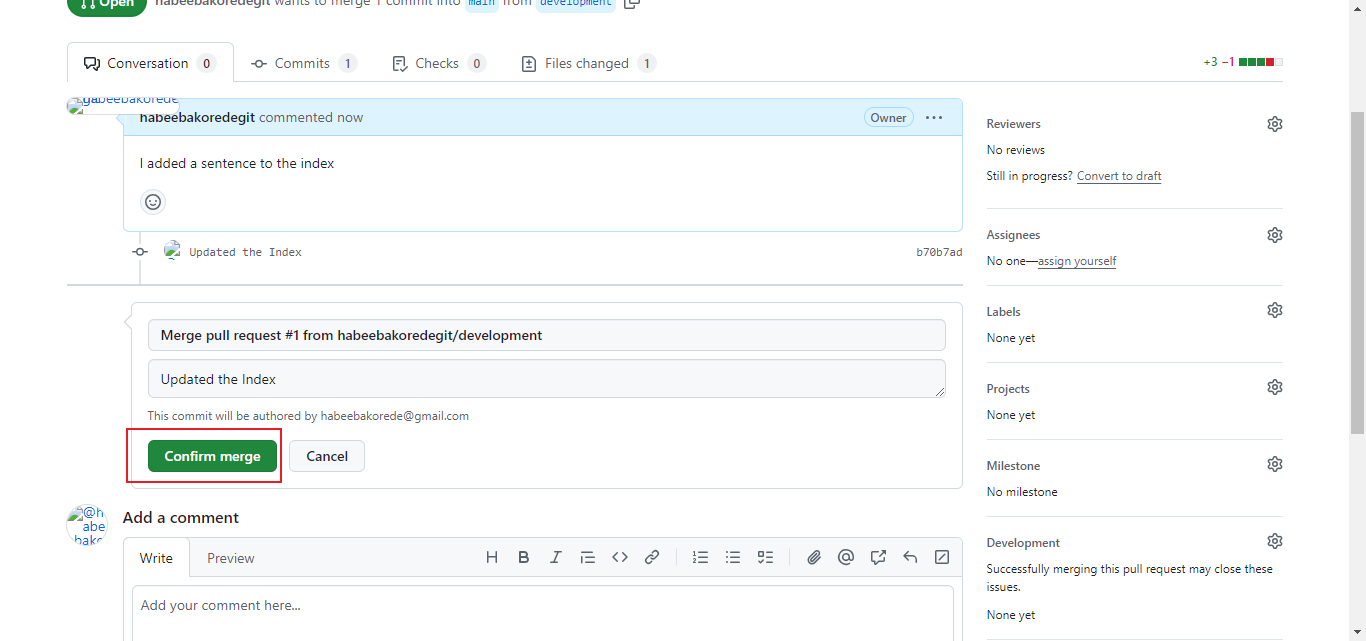 Open habeebakoredegit wants to merge 1 commit into main from development
Conversation 0 Commits 1 Checks 0 Files changed 1 +3 −1
habeebakoredegit commented now Owner
I added a sentence to the index
Updated the Index b70b7ad
Merge pull request #1 from habeebakoredegit/development
Updated the Index
This commit will be authored by habeebakorede@gmail.com
Confirm merge Cancel
@h
abe
bako
Add a comment
Write Preview
Add your comment here...
Reviewers
No reviews
Still in progress? Convert to draft
Assignees
No one—assign yourself
Labels
None yet
Projects
None yet
Milestone
No milestone
Development
Successfully merging this pull request may close these
issues.
None yet